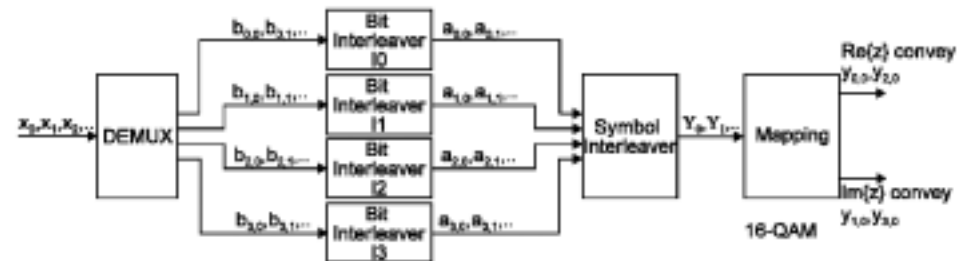 x₀,x₁,x₂,...
DEMUX
b₀,₀,b₀,₁,...
Bit
Interleaver
I0
a₀,₀,a₀,₁,...
b₁,₀,b₁,₁,...
Bit
Interleaver
I1
a₁,₀,a₁,₁,...
b₂,₀,b₂,₁,...
Bit
Interleaver
I2
a₂,₀,a₂,₁,...
b₃,₀,b₃,₁,...
Bit
Interleaver
I3
a₃,₀,a₃,₁,...
Symbol
Interleaver
Y₀,Y₁,...
Mapping
16-QAM
Re{z} convey
y₀,₀,y₂,₀
Im{z} convey
y₁,₀,y₃,₀